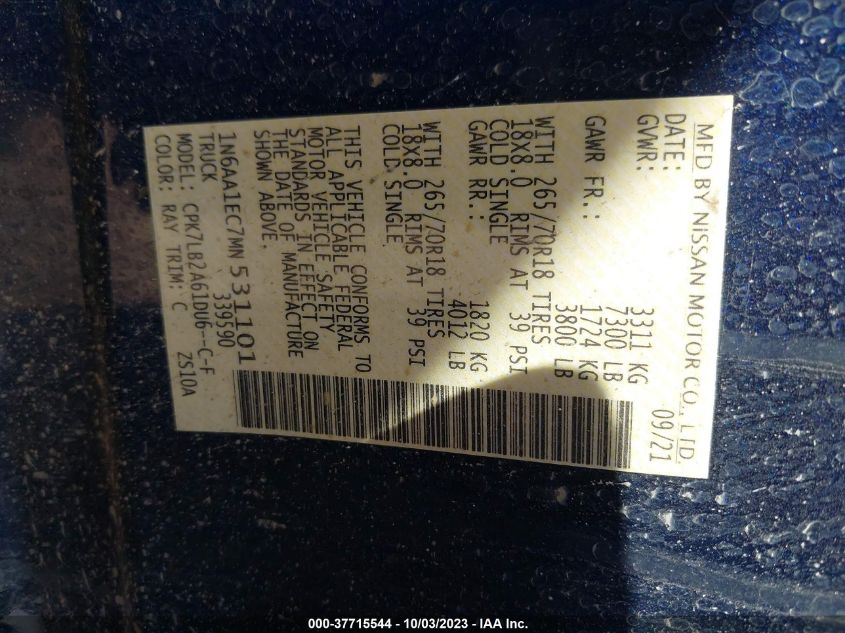 MFD BY NISSAN MOTOR CO., LTD.
DATE: 09/21
GVWR: 3311 KG
7300 LB
GAWR FR.: 1724 KG
3800 LB
WITH 265/70R18 TIRES
18X8.0 RIMS AT 39 PSI
COLD SINGLE
GAWR RR.: 1820 KG
4012 LB
WITH 265/70R18 TIRES
18X8.0 RIMS AT 39 PSI
COLD SINGLE
THIS VEHICLE CONFORMS TO
ALL APPLICABLE FEDERAL
MOTOR VEHICLE SAFETY
STANDARDS IN EFFECT ON
THE DATE OF MANUFACTURE
SHOWN ABOVE.
1N6AA1EC7MN531101
TRUCK 339590
MODEL: CPK7LB2A61DU6--C-F
COLOR: RAY TRIM: C ZS10A
000-37715544 - 10/03/2023 - IAA Inc.